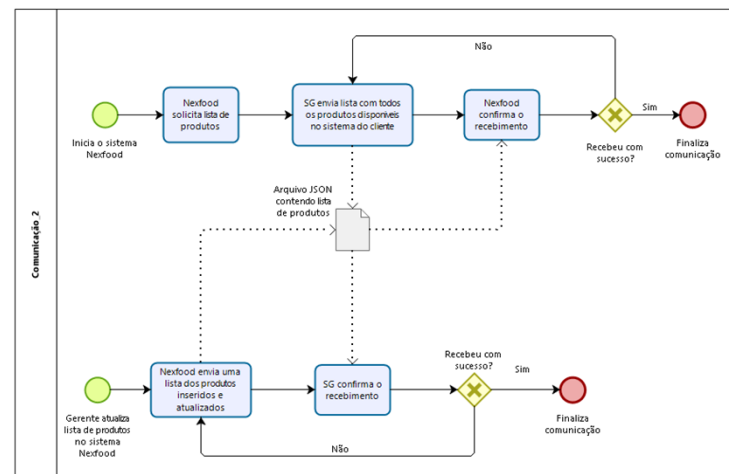 Comunicação_2
Não
Nexfood
solicita lista de
produtos
SG envia lista com todos
os produtos disponíveis
no sistema do cliente
Nexfood
confirma o
recebimento
Sim
Inicia o sistema
Nexfood
Recebeu com
sucesso?
Finaliza
comunicação
Arquivo JSON
contendo lista
de produtos
Nexfood envia uma
lista dos produtos
inseridos e
atualizados
SG confirma o
recebimento
Recebeu com
sucesso?
Sim
Gerente atualiza
lista de produtos
no sistema
Nexfood
Não
Finaliza
comunicação